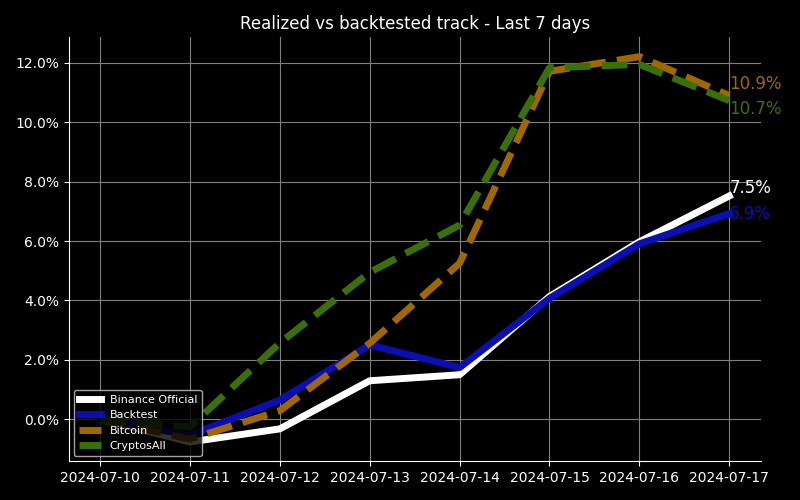 Realized vs backtested track - Last 7 days
12.0%
10.0%
8.0%
6.0%
4.0%
2.0%
0.0%
10.9%
10.7%
7.5%
6.9%
Binance Official
Backtest
Bitcoin
CryptosAll
2024-07-10 2024-07-11 2024-07-12 2024-07-13 2024-07-14 2024-07-15 2024-07-16 2024-07-17